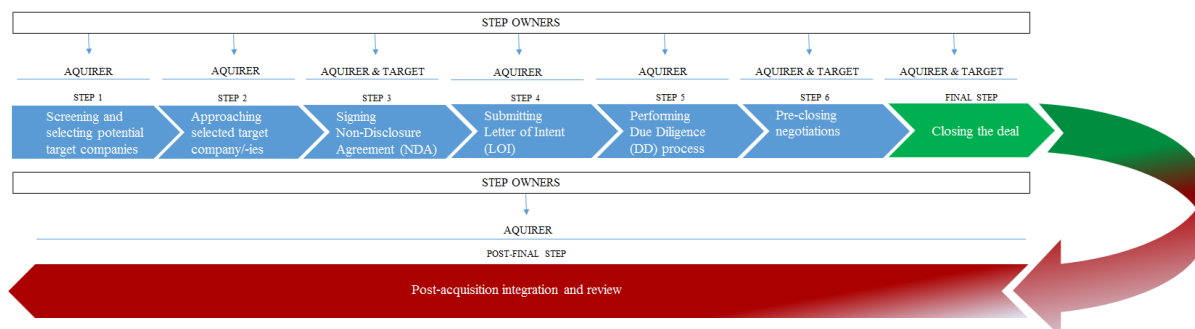 STEP OWNERS
AQUIRER
AQUIRER
AQUIRER & TARGET
AQUIRER
AQUIRER
AQUIRER & TARGET
AQUIRER & TARGET
STEP 1
STEP 2
STEP 3
STEP 4
STEP 5
STEP 6
FINAL STEP
Screening and
selecting potential
target companies
Approaching
selected target
company/-ies
Signing
Non-Disclosure
Agreement (NDA)
Submitting
Letter of Intent
(LOI)
Performing
Due Diligence
(DD) process
Pre-closing
negotiations
Closing the deal
STEP OWNERS
AQUIRER
POST-FINAL STEP
Post-acquisition integration and review